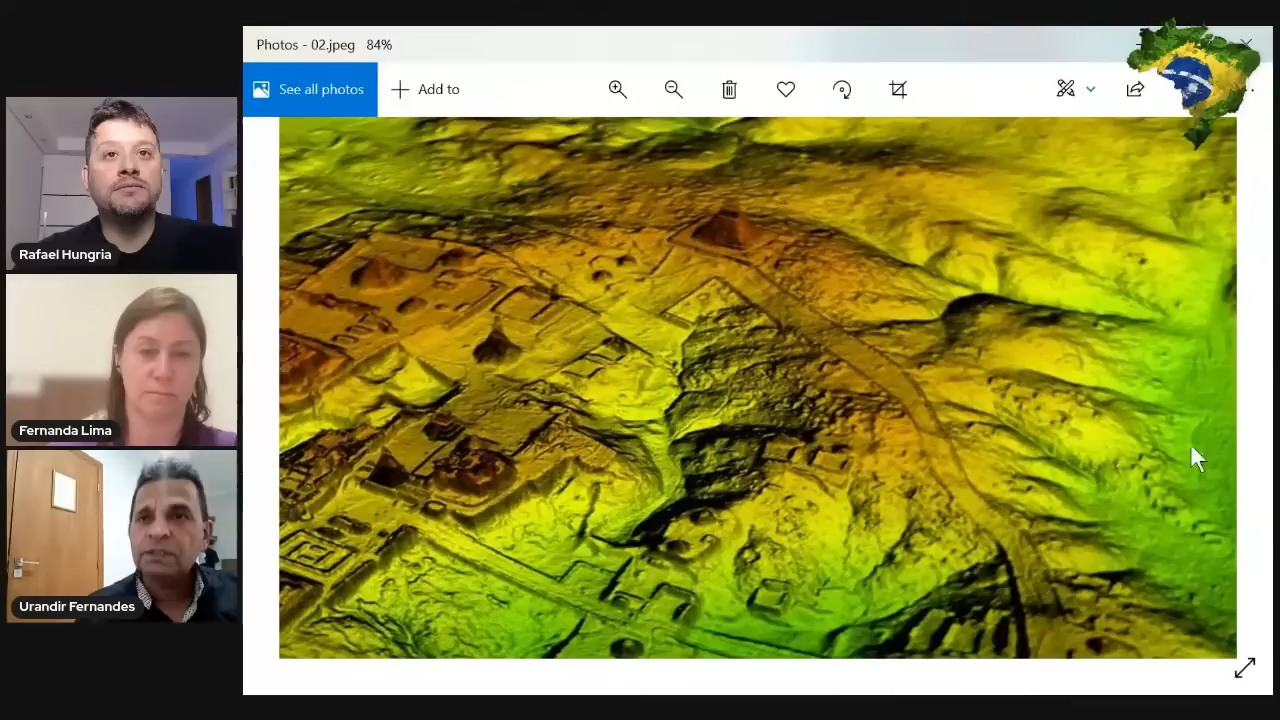 Photos - 02.jpeg 84%
See all photos
Add to
Rafael Hungria
Fernanda Lima
Urandir Fernandes